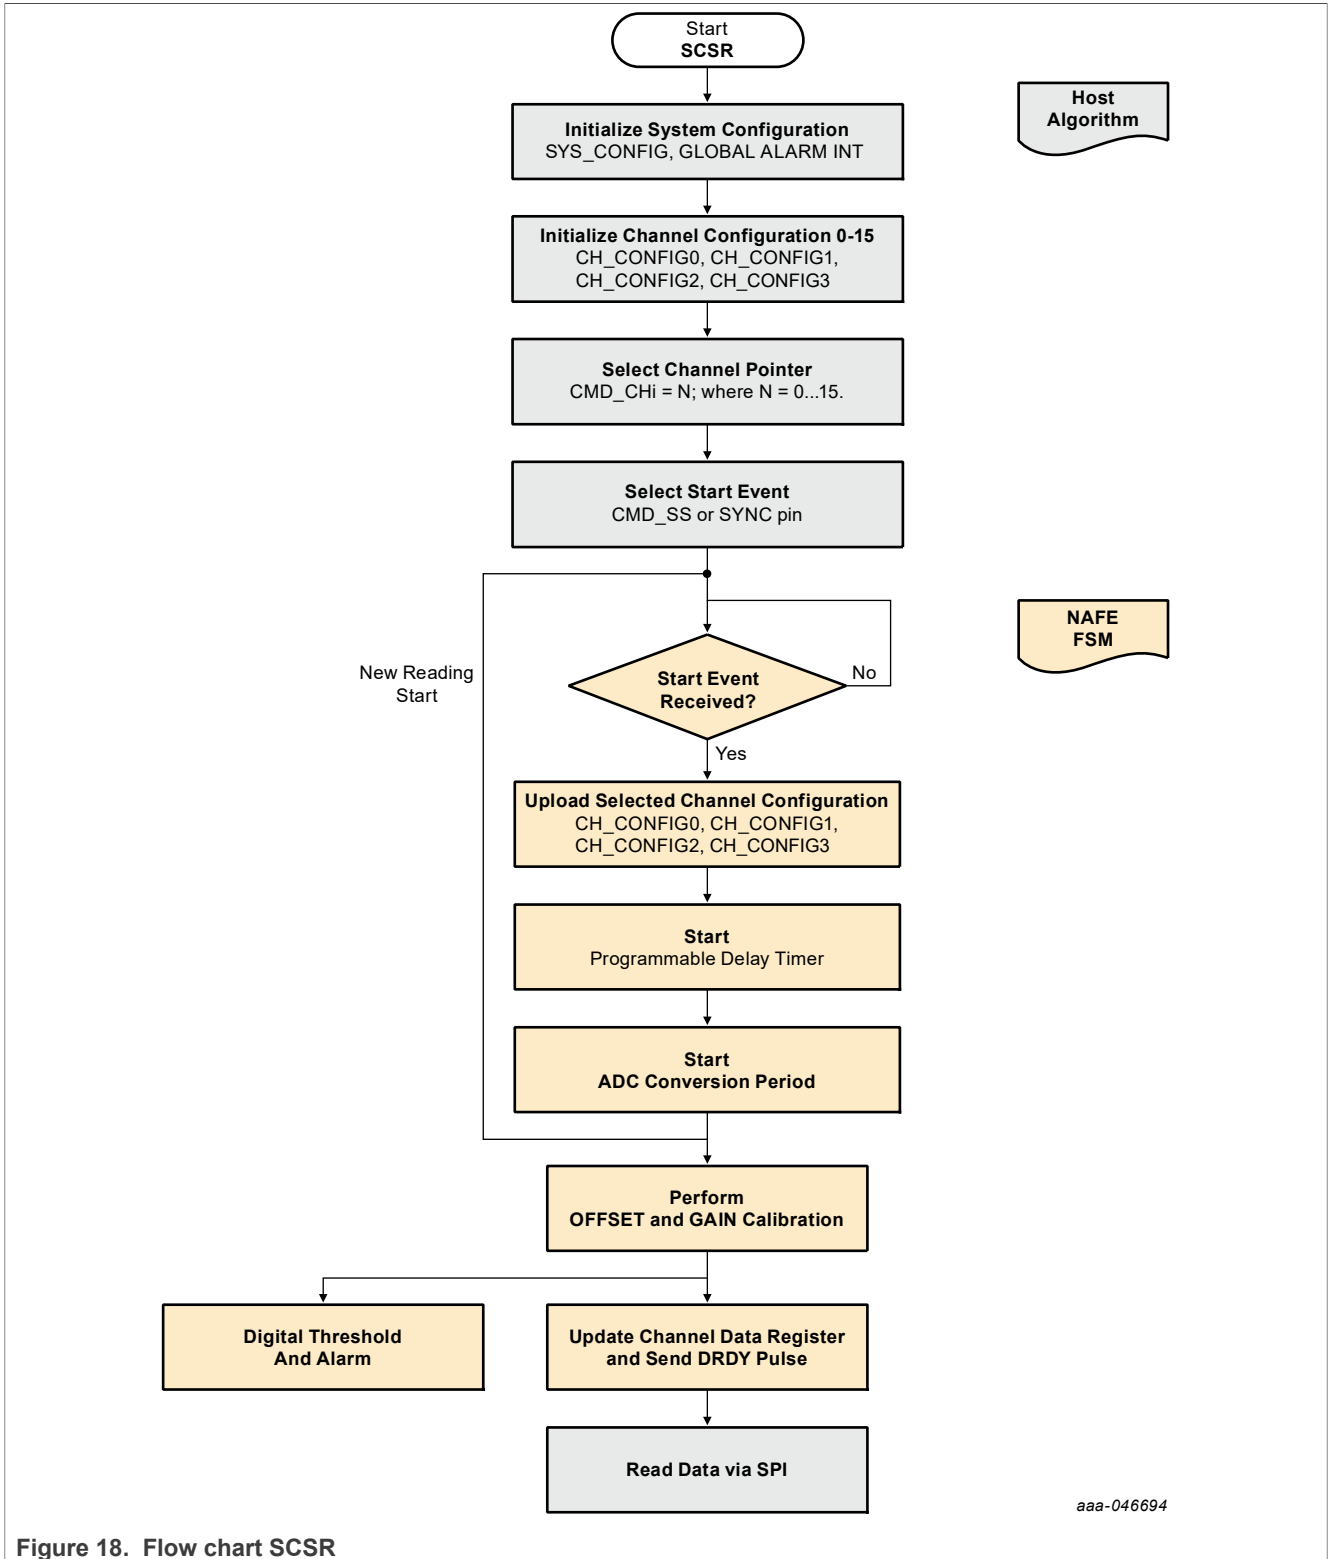 Start
SCSR
Host
Algorithm
Initialize System Configuration
SYS_CONFIG, GLOBAL ALARM INT
Initialize Channel Configuration 0-15
CH_CONFIG0, CH_CONFIG1,
CH_CONFIG2, CH_CONFIG3
Select Channel Pointer
CMD_CHi = N; where N = 0...15.
Select Start Event
CMD_SS or SYNC pin
NAFE
FSM
New Reading
Start
Start Event
Received?
No
Yes
Upload Selected Channel Configuration
CH_CONFIG0, CH_CONFIG1,
CH_CONFIG2, CH_CONFIG3
Start
Programmable Delay Timer
Start
ADC Conversion Period
Perform
OFFSET and GAIN Calibration
Digital Threshold
And Alarm
Update Channel Data Register
and Send DRDY Pulse
Read Data via SPI
aaa-046694
Figure 18. Flow chart SCSR